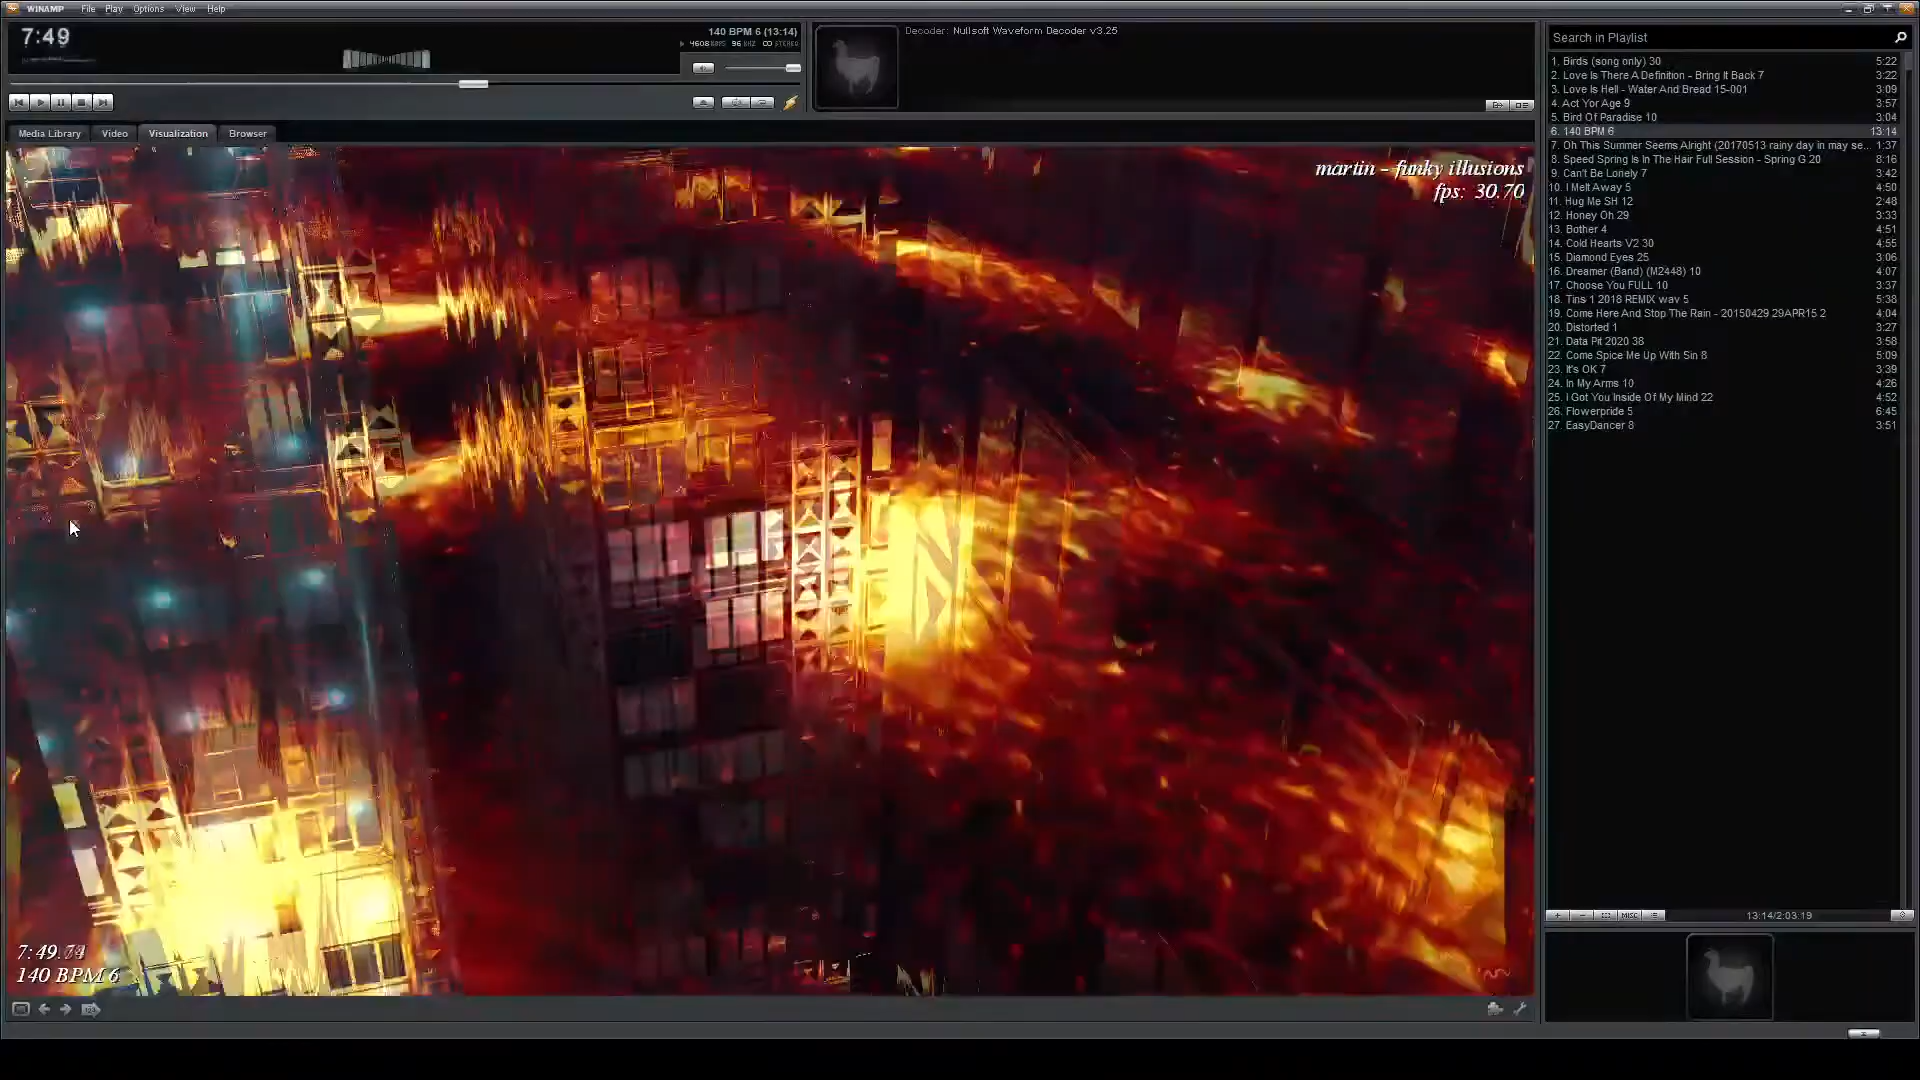 WINAMP File Play Options View Help
7:49
140 BPM 6 (13:14)
4608 KBPS 96 KHZ STEREO
Decoder: Nullsoft Waveform Decoder v3.25
Media Library Video Visualization Browser
martin - funky illusions
fps: 30.70
7:49.74
140 BPM 6
Search in Playlist
1. Birds (song only) 30 5:22
2. Love Is There A Definition - Bring It Back 7 3:22
3. Love Is Hell - Water And Bread 15-001 3:09
4. Act Yor Age 9 3:57
5. Bird Of Paradise 10 3:04
6. 140 BPM 6 13:14
7. Oh This Summer Seems Alright (20170513 rainy day in may se... 1:37
8. Speed Spring Is In The Hair Full Session - Spring G 20 8:16
9. Can't Be Lonely 7 3:42
10. I Melt Away 5 4:50
11. Hug Me SH 12 2:48
12. Honey Oh 29 3:33
13. Bother 4 4:51
14. Cold Hearts V2 30 4:55
15. Diamond Eyes 25 3:06
16. Dreamer (Band) (M2448) 10 4:07
17. Choose You FULL 10 3:37
18. Tins 1 2018 REMIX wav 5 5:38
19. Come Here And Stop The Rain - 20150429 29APR15 2 4:04
20. Distorted 1 3:27
21. Data Pit 2020 38 3:58
22. Come Spice Me Up With Sin 8 5:09
23. It's OK 7 3:39
24. In My Arms 10 4:26
25. I Got You Inside Of My Mind 22 4:52
26. Flowerpride 5 6:45
27. EasyDancer 8 3:51
MISC
13:14/2:03:19